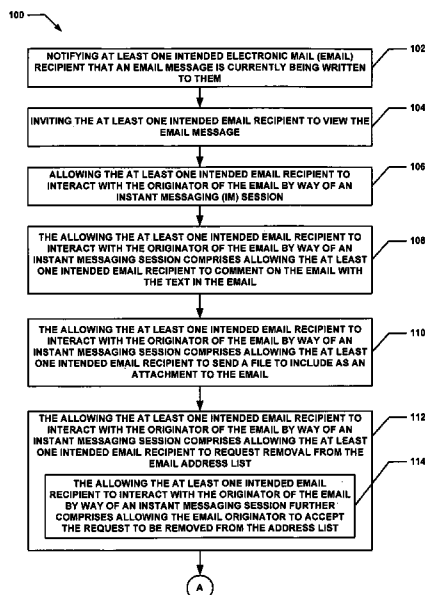 100
NOTIFYING AT LEAST ONE INTENDED ELECTRONIC MAIL (EMAIL)
RECIPIENT THAT AN EMAIL MESSAGE IS CURRENTLY BEING WRITTEN
TO THEM
102
INVITING THE AT LEAST ONE INTENDED EMAIL RECIPIENT TO VIEW THE
EMAIL MESSAGE
104
ALLOWING THE AT LEAST ONE INTENDED EMAIL RECIPIENT TO
INTERACT WITH THE ORIGINATOR OF THE EMAIL BY WAY OF AN
INSTANT MESSAGING (IM) SESSION
106
THE ALLOWING THE AT LEAST ONE INTENDED EMAIL RECIPIENT TO
INTERACT WITH THE ORIGINATOR OF THE EMAIL BY WAY OF AN
INSTANT MESSAGING SESSION COMPRISES ALLOWING THE AT LEAST
ONE INTENDED EMAIL RECIPIENT TO COMMENT ON THE EMAIL WITH
THE TEXT IN THE EMAIL
108
THE ALLOWING THE AT LEAST ONE INTENDED EMAIL RECIPIENT TO
INTERACT WITH THE ORIGINATOR OF THE EMAIL BY WAY OF AN
INSTANT MESSAGING SESSION COMPRISES ALLOWING THE AT LEAST
ONE INTENDED EMAIL RECIPIENT TO SEND A FILE TO INCLUDE AS AN
ATTACHMENT TO THE EMAIL
110
THE ALLOWING THE AT LEAST ONE INTENDED EMAIL RECIPIENT TO
INTERACT WITH THE ORIGINATOR OF THE EMAIL BY WAY OF AN
INSTANT MESSAGING SESSION COMPRISES ALLOWING THE AT LEAST
ONE INTENDED EMAIL RECIPIENT TO REQUEST REMOVAL FROM THE
EMAIL ADDRESS LIST
112
THE ALLOWING THE AT LEAST ONE INTENDED EMAIL
RECIPIENT TO INTERACT WITH THE ORIGINATOR OF THE EMAIL
BY WAY OF AN INSTANT MESSAGING SESSION FURTHER
COMPRISES ALLOWING THE EMAIL ORIGINATOR TO ACCEPT
THE REQUEST TO BE REMOVED FROM THE ADDRESS LIST
114
A